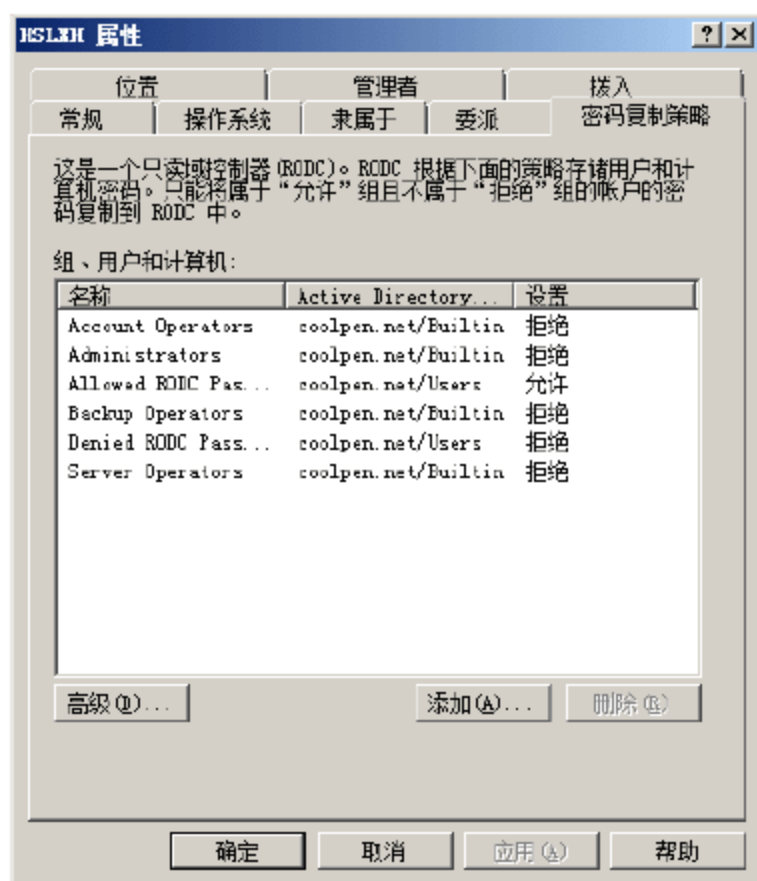 HSLXH 属性
位置 管理者 拨入
常规 操作系统 隶属于 委派 密码复制策略
这是一个只读域控制器(RODC)。RODC 根据下面的策略存储用户和计
算机密码。只能将属于“允许”组且不属于“拒绝”组的帐户的密
码复制到 RODC 中。
组、用户和计算机:
名称 Active Directory... 设置
Account Operators coolpen.net/Builtin 拒绝
Administrators coolpen.net/Builtin 拒绝
Allowed RODC Pas... coolpen.net/Users 允许
Backup Operators coolpen.net/Builtin 拒绝
Denied RODC Pass... coolpen.net/Users 拒绝
Server Operators coolpen.net/Builtin 拒绝
高级(D)... 添加(A)... 删除(R)
确定 取消 应用(A) 帮助